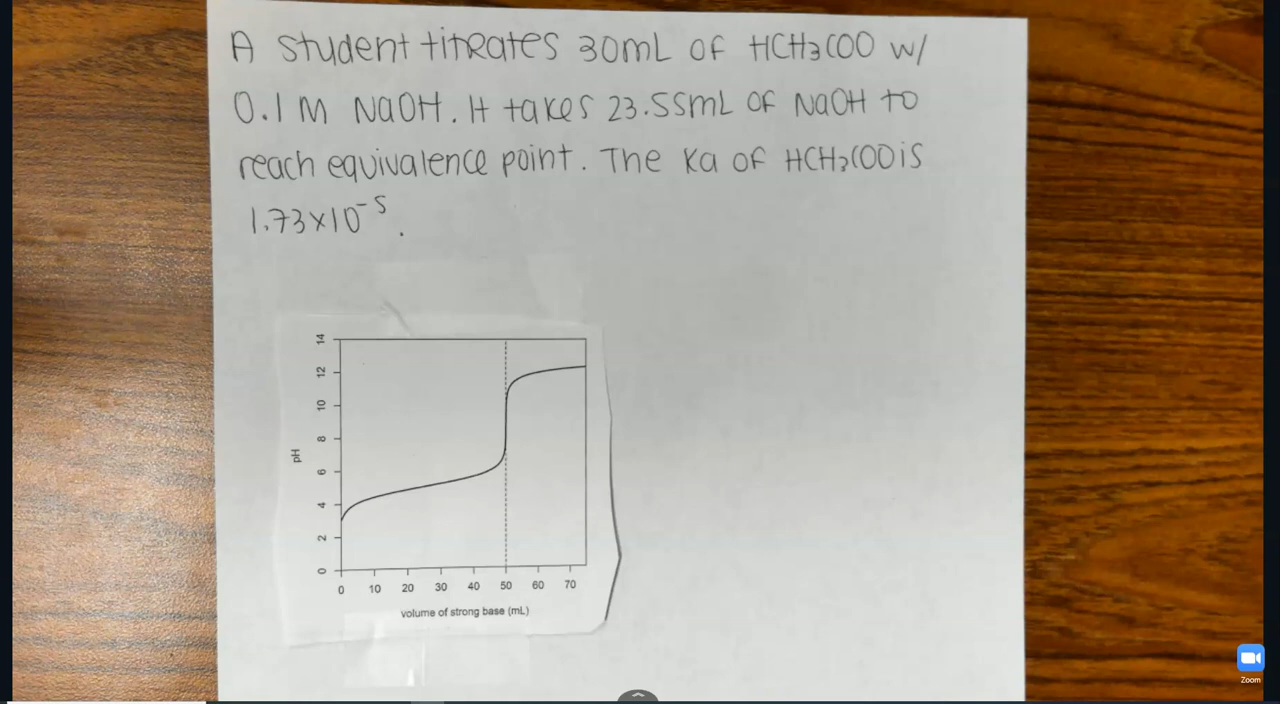 A student titrates 30mL of HCH₃COO w/
0.1 M NaOH. It takes 23.55mL of NaOH to
reach equivalence point. The Ka of HCH₃COO is
1.73x10⁻⁵.
14
12
10
8
6
4
2
0
pH
0 10 20 30 40 50 60 70
volume of strong base (mL)
Zoom